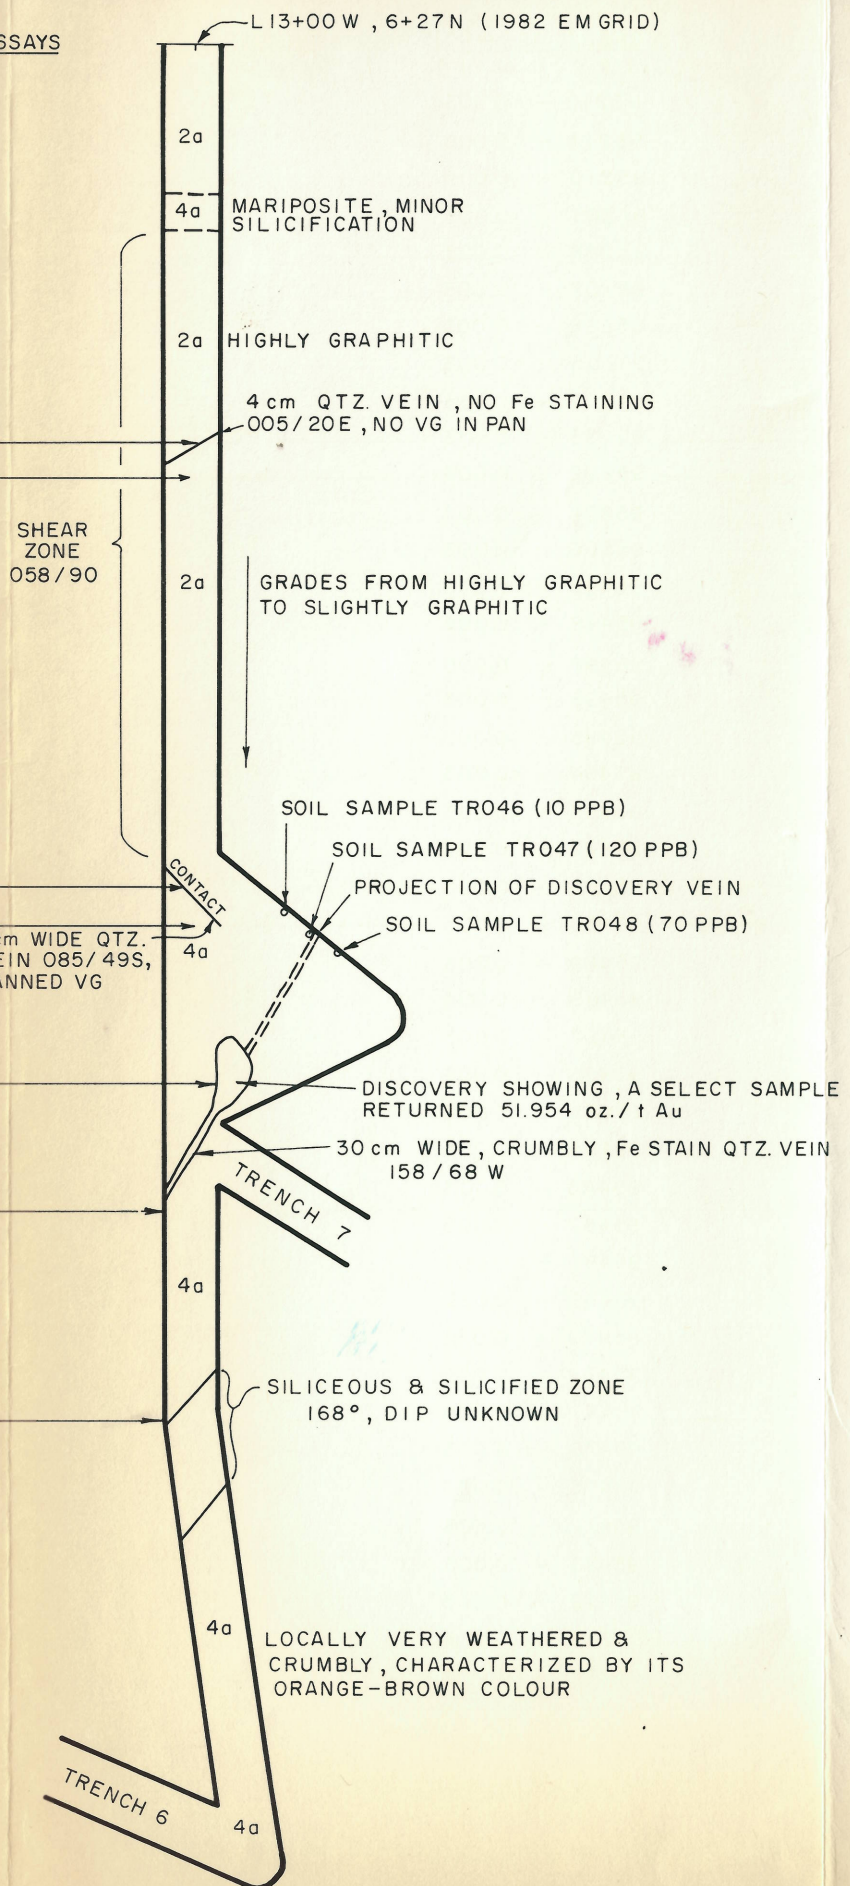 L13+00W , 6+27N (1982 EM GRID)
2a
4a
MARIPOSITE , MINOR
SILICIFICATION
2a
HIGHLY GRAPHITIC
4 cm QTZ. VEIN , NO Fe STAINING
005/20E , NO VG IN PAN
SHEAR
ZONE
058/90
2a
GRADES FROM HIGHLY GRAPHITIC
TO SLIGHTLY GRAPHITIC
SOIL SAMPLE TR046 (10 PPB)
SOIL SAMPLE TR047 (120 PPB)
PROJECTION OF DISCOVERY VEIN
SOIL SAMPLE TR048 (70 PPB)
CONTACT
WIDE QTZ.
085/49S,
VG
4a
DISCOVERY SHOWING , A SELECT SAMPLE
RETURNED 51.954 oz./t Au
30 cm WIDE , CRUMBLY , Fe STAIN QTZ. VEIN
158/68 W
TRENCH 7
4a
SILICEOUS & SILICIFIED ZONE
168° , DIP UNKNOWN
4a
LOCALLY VERY WEATHERED &
CRUMBLY , CHARACTERIZED BY ITS
ORANGE-BROWN COLOUR
TRENCH 6
4a